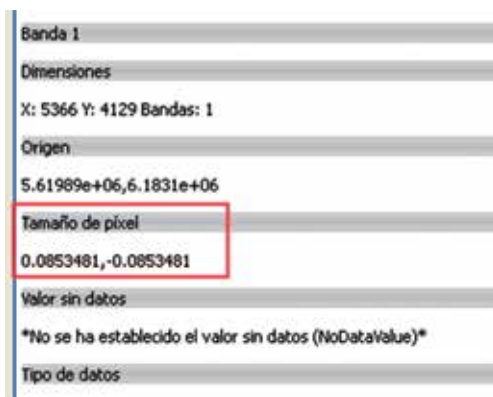 Banda 1
Dimensiones
X: 5366 Y: 4129 Bandas: 1
Origen
5.61989e+06,6.1831e+06
Tamaño de píxel
0.0853481,-0.0853481
Valor sin datos
*No se ha establecido el valor sin datos (NoDataValue)*
Tipo de datos